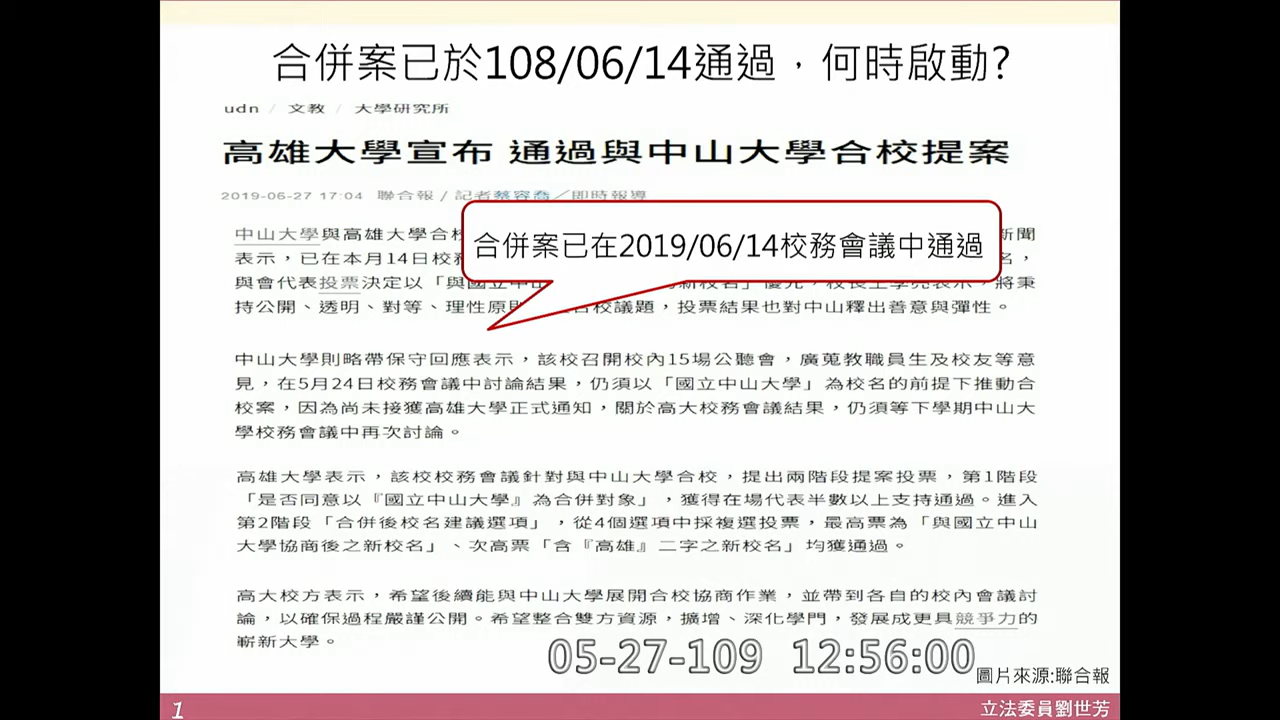 合併案已於108/06/14通過，何時啟動?
udn / 文教 / 大學研究所
高雄大學宣布 通過與中山大學合校提案
2019-06-27 17:04 聯合報 / 記者蔡容喬／即時報導
合併案已在2019/06/14校務會議中通過
中山大學與高雄大學合校 新聞
表示，已在本月14日校務 名，
與會代表投票決定以「與國立中山 新校名」優先，校長王學亮表示，將秉
持公開、透明、對等、理性原則 合校議題，投票結果也對中山釋出善意與彈性。
中山大學則略帶保守回應表示，該校召開校內15場公聽會，廣蒐教職員生及校友等意
見，在5月24日校務會議中討論結果，仍須以「國立中山大學」為校名的前提下推動合
校案，因為尚未接獲高雄大學正式通知，關於高大校務會議結果，仍須等下學期中山大
學校務會議中再次討論。
高雄大學表示，該校校務會議針對與中山大學合校，提出兩階段提案投票，第1階段
「是否同意以『國立中山大學』為合併對象」，獲得在場代表半數以上支持通過。進入
第2階段「合併後校名建議選項」，從4個選項中採複選投票，最高票為「與國立中山
大學協商後之新校名」、次高票「含『高雄』二字之新校名」均獲通過。
高大校方表示，希望後續能與中山大學展開合校協商作業，並帶到各自的校內會議討
論，以確保過程嚴謹公開。希望整合雙方資源，擴增、深化學門，發展成更具競爭力的
嶄新大學。
05-27-109 12:56:00
圖片來源:聯合報
1
立法委員劉世芳